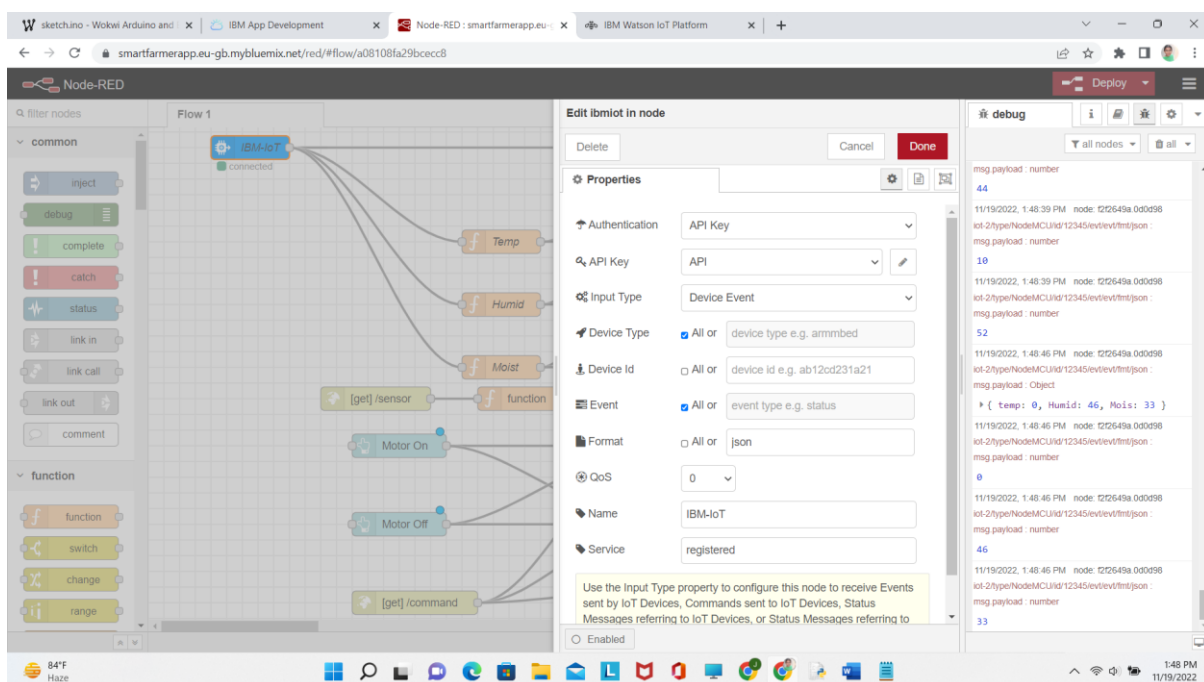 sketch.ino - Wokwi Arduino and
IBM App Development
Node-RED : smartfarmerapp.eu-g
IBM Watson IoT Platform
smartfarmerapp.eu-gb.mybluemix.net/red/#flow/a08108fa29bcecc8
Node-RED
Deploy
filter nodes
Flow 1
common
inject
debug
complete
catch
status
link in
link call
link out
comment
function
function
switch
change
range
IBM-IoT
connected
Temp
Humid
Moist
[get] /sensor
function
Motor On
Motor Off
[get] /command
Edit ibmiot in node
Delete
Cancel
Done
Properties
Authentication
API Key
API Key
API
Input Type
Device Event
Device Type
All or
device type e.g. armmbed
Device Id
All or
device id e.g. ab12cd231a21
Event
All or
event type e.g. status
Format
All or
json
QoS
0
Name
IBM-IoT
Service
registered
Use the Input Type property to configure this node to receive Events
sent by IoT Devices, Commands sent to IoT Devices, Status
Messages referring to IoT Devices, or Status Messages referring to
Enabled
debug
all nodes
all
msg.payload : number
44
11/19/2022, 1:48:39 PM node: f2f2649a.0d0d98
iot-2/type/NodeMCU/id/12345/evt/evt/fmt/json :
msg.payload : number
10
11/19/2022, 1:48:39 PM node: f2f2649a.0d0d98
iot-2/type/NodeMCU/id/12345/evt/evt/fmt/json :
msg.payload : number
52
11/19/2022, 1:48:46 PM node: f2f2649a.0d0d98
iot-2/type/NodeMCU/id/12345/evt/evt/fmt/json :
msg.payload : Object
{ temp: 0, Humid: 46, Mois: 33 }
11/19/2022, 1:48:46 PM node: f2f2649a.0d0d98
iot-2/type/NodeMCU/id/12345/evt/evt/fmt/json :
msg.payload : number
0
11/19/2022, 1:48:46 PM node: f2f2649a.0d0d98
iot-2/type/NodeMCU/id/12345/evt/evt/fmt/json :
msg.payload : number
46
11/19/2022, 1:48:46 PM node: f2f2649a.0d0d98
iot-2/type/NodeMCU/id/12345/evt/evt/fmt/json :
msg.payload : number
33
84°F
Haze
1:48 PM
11/19/2022